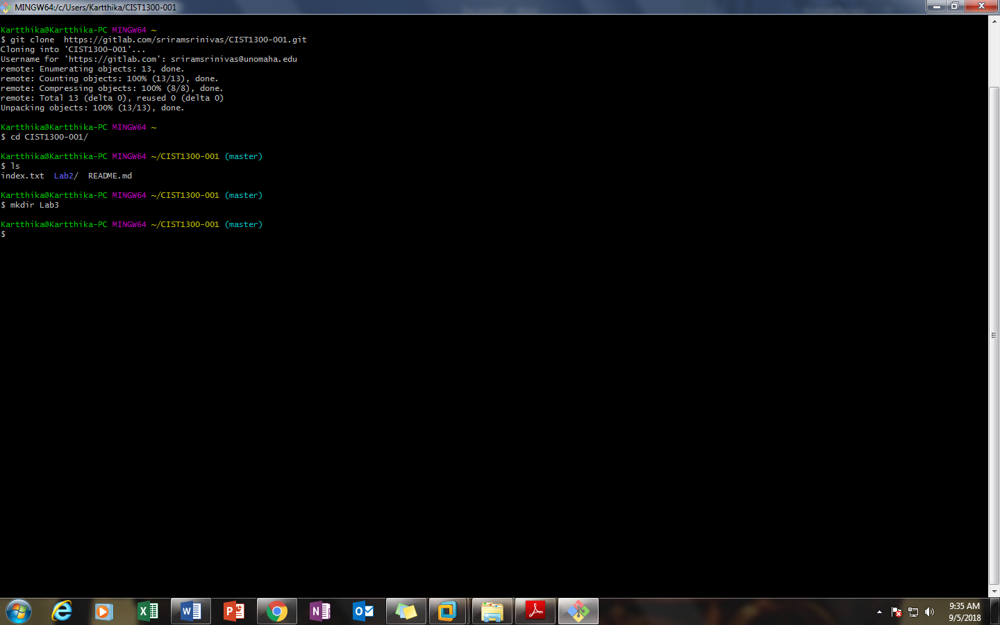 MINGW64:/c/Users/Kartthika/CIST1300-001
Kartthika@Kartthika-PC MINGW64 ~
$ git clone  https://gitlab.com/sriramsrinivas/CIST1300-001.git
Cloning into 'CIST1300-001'...
Username for 'https://gitlab.com': sriramsrinivas@unomaha.edu
remote: Enumerating objects: 13, done.
remote: Counting objects: 100% (13/13), done.
remote: Compressing objects: 100% (8/8), done.
remote: Total 13 (delta 0), reused 0 (delta 0)
Unpacking objects: 100% (13/13), done.
Kartthika@Kartthika-PC MINGW64 ~
$ cd CIST1300-001/
Kartthika@Kartthika-PC MINGW64 ~/CIST1300-001 (master)
$ ls
index.txt  Lab2/  README.md
Kartthika@Kartthika-PC MINGW64 ~/CIST1300-001 (master)
$ mkdir Lab3
Kartthika@Kartthika-PC MINGW64 ~/CIST1300-001 (master)
$
9:35 AM
9/5/2018